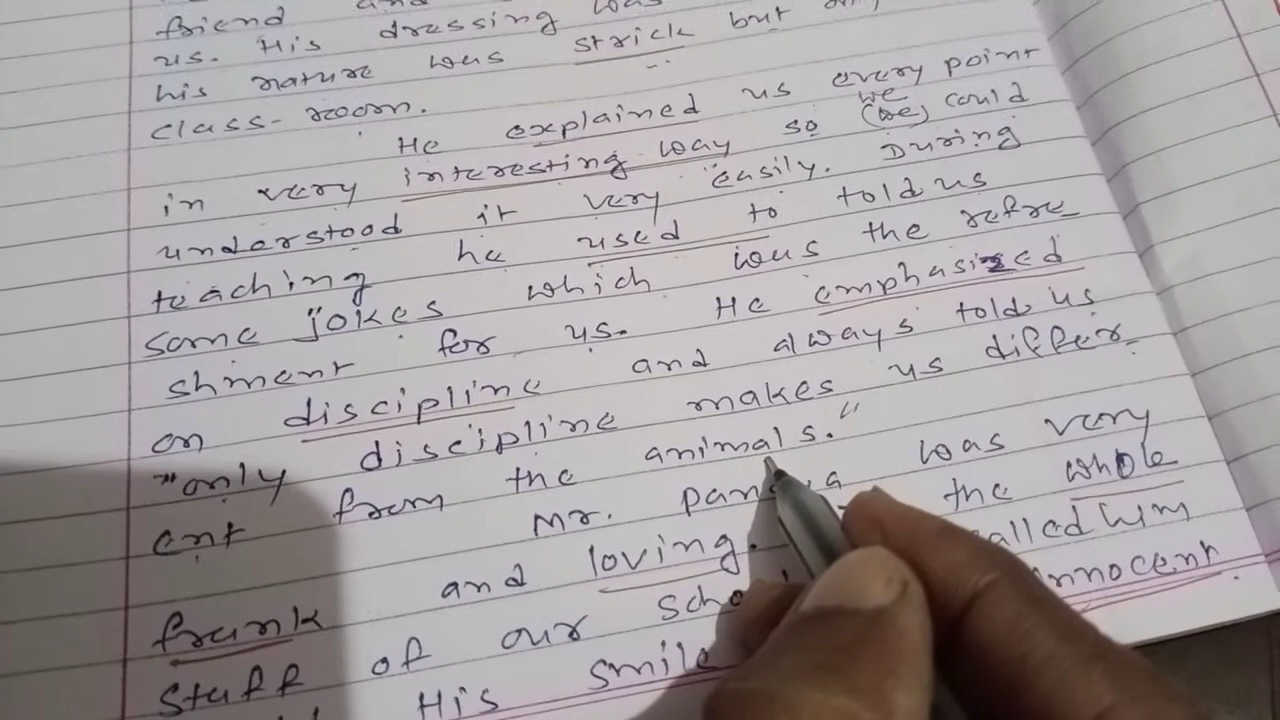 friend and
us. His dressing was
his nature was strick but only
class-room.
He explained us every point
in very interesting way so (we) we could
understood it very easily. During
teaching he used to told us
some jokes which was the refre
shment for us. He emphasized
on discipline and always told us
"only discipline makes us differ-
ent from the animals."
Mr. was very
frank and loving. the whole
staff of our called him
His smile innocent.